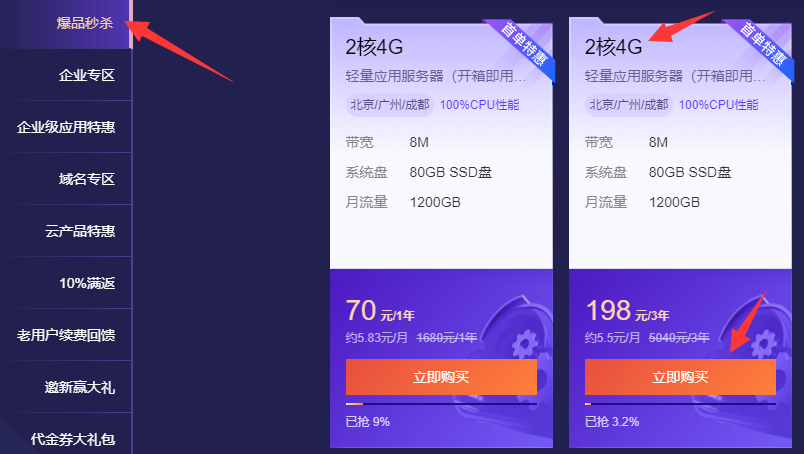 爆品秒杀
企业专区
企业级应用特惠
域名专区
云产品特惠
10%满返
老用户续费回馈
邀新赢大礼
代金券大礼包
首单特惠
2核4G
轻量应用服务器（开箱即用...
北京/广州/成都 100%CPU性能
带宽 8M
系统盘 80GB SSD盘
月流量 1200GB
70 元/1年
约5.83元/月 1680元/1年
立即购买
已抢 9%
首单特惠
2核4G
轻量应用服务器（开箱即用...
北京/广州/成都 100%CPU性能
带宽 8M
系统盘 80GB SSD盘
月流量 1200GB
198 元/3年
约5.5元/月 5040元/3年
立即购买
已抢 3.2%